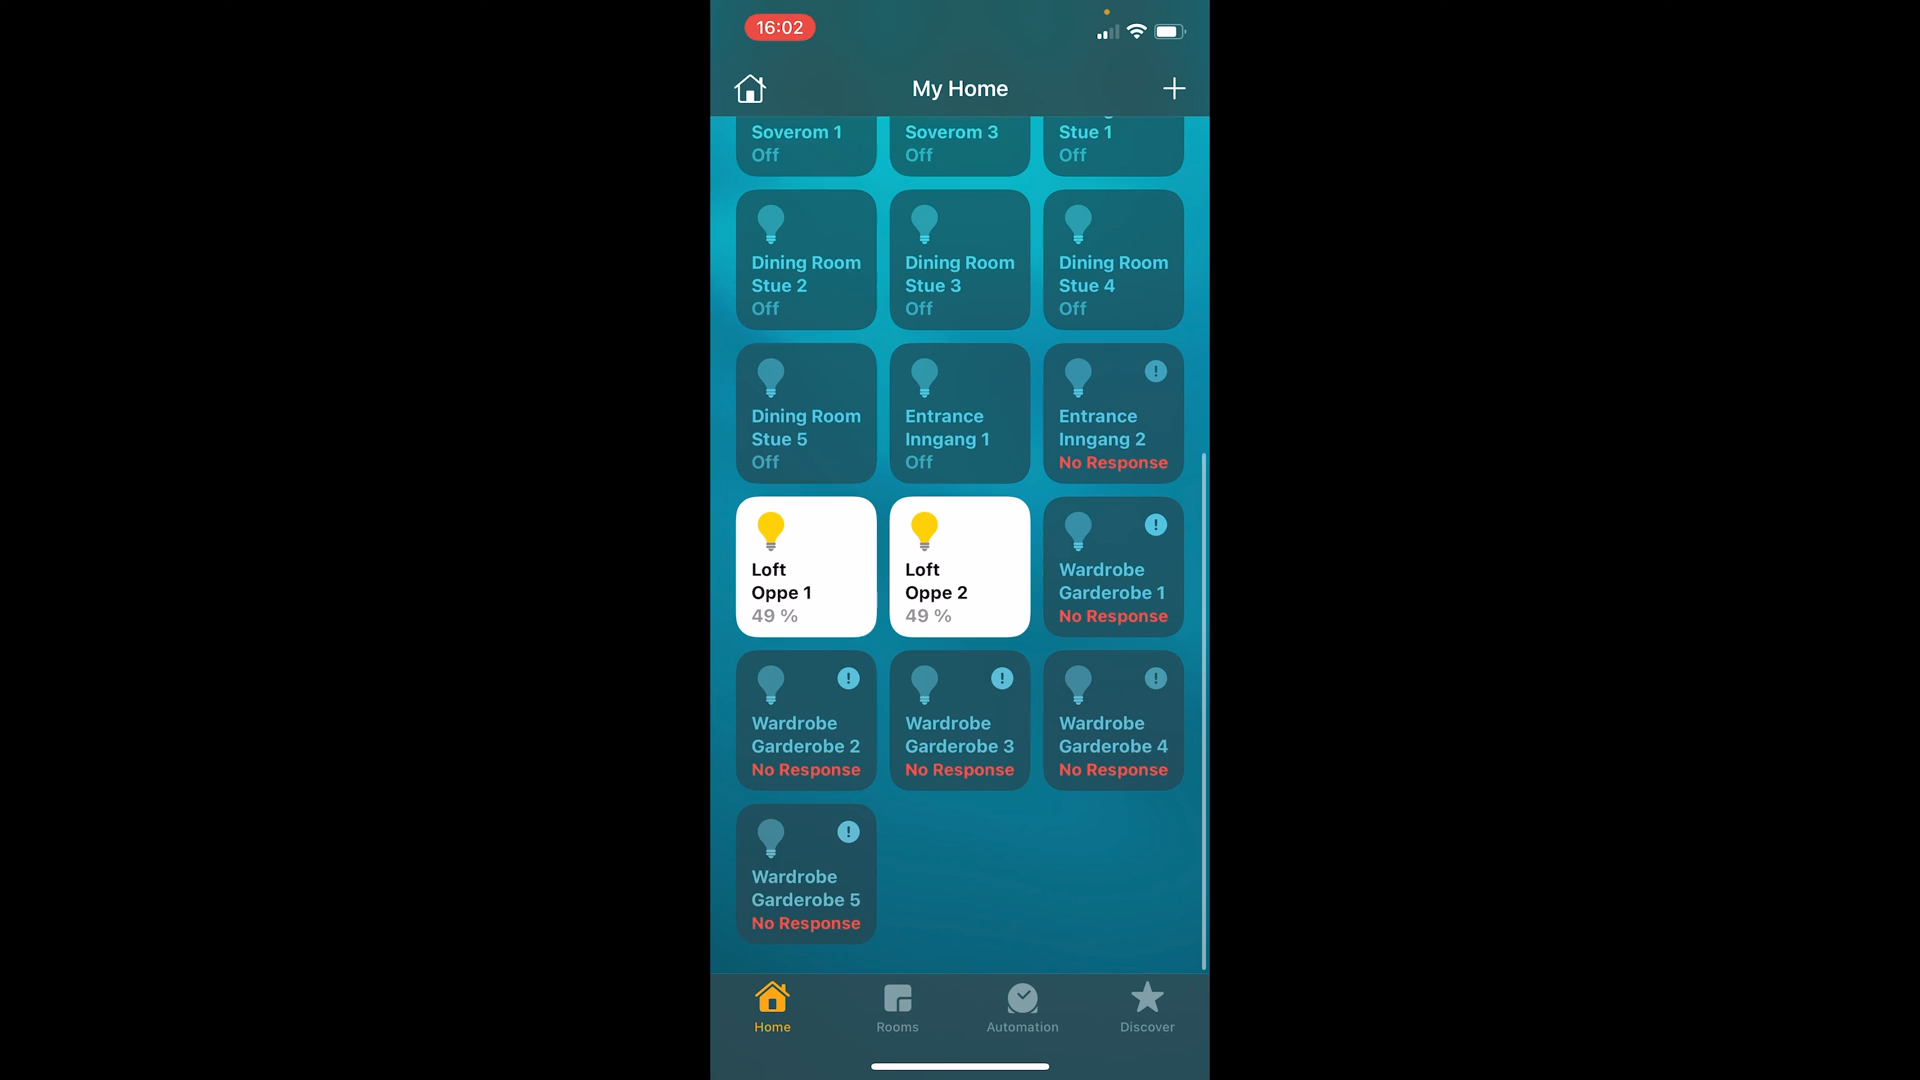 16:02
My Home
Soverom 1
Off
Soverom 3
Off
Stue 1
Off
Dining Room
Stue 2
Off
Dining Room
Stue 3
Off
Dining Room
Stue 4
Off
Dining Room
Stue 5
Off
Entrance
Inngang 1
Off
!
Entrance
Inngang 2
No Response
Loft
Oppe 1
49 %
Loft
Oppe 2
49 %
!
Wardrobe
Garderobe 1
No Response
!
Wardrobe
Garderobe 2
No Response
!
Wardrobe
Garderobe 3
No Response
!
Wardrobe
Garderobe 4
No Response
!
Wardrobe
Garderobe 5
No Response
Home
Rooms
Automation
Discover